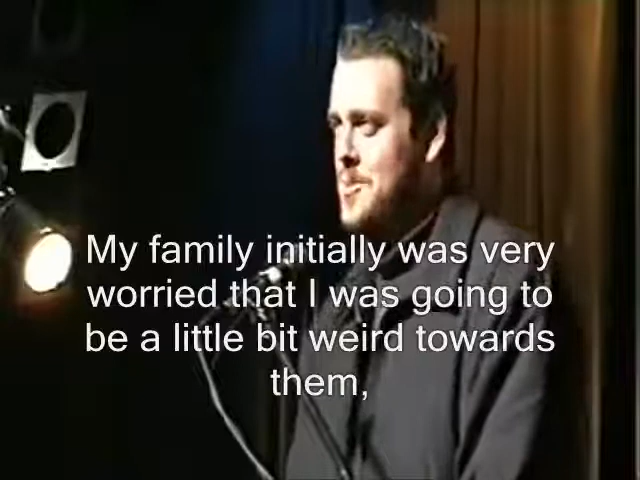 My family initially was very
worried that I was going to
be a little bit weird towards
them,